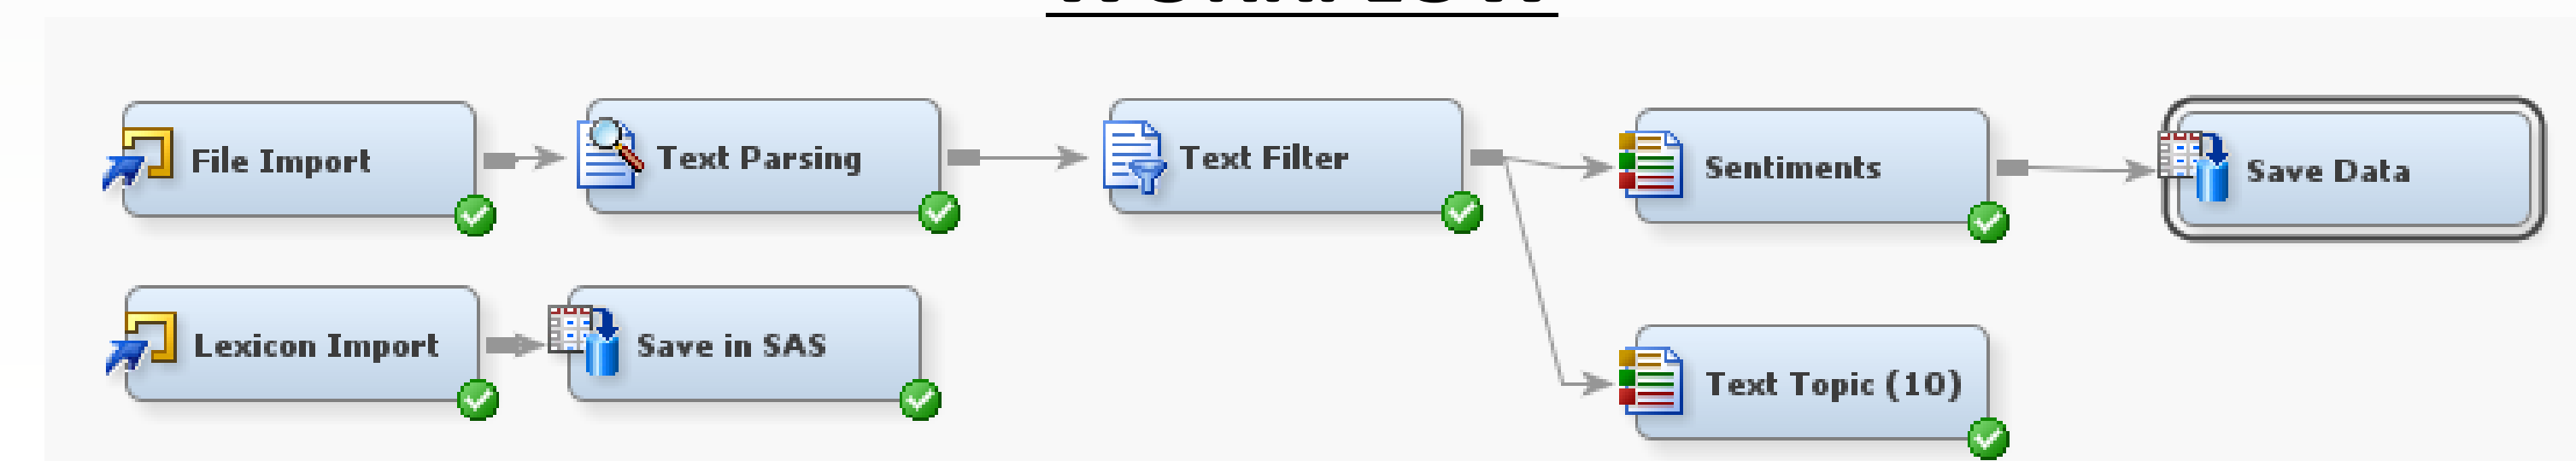 File Import
Text Parsing
Text Filter
Sentiments
Save Data
Lexicon Import
Save in SAS
Text Topic (10)